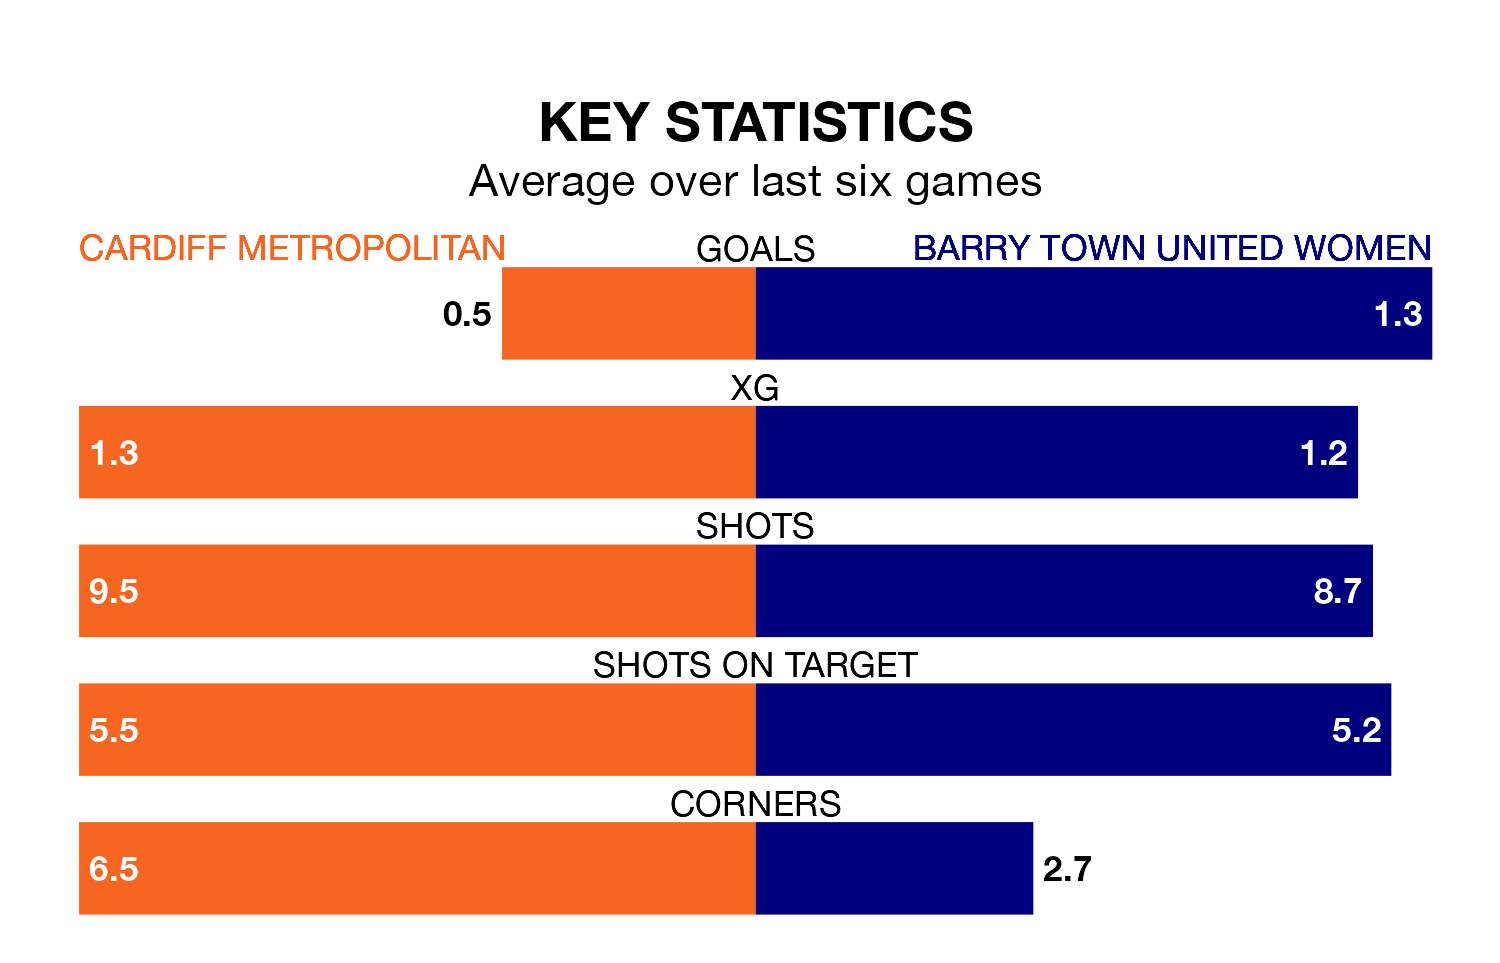 KEY STATISTICS
Average over last six games
CARDIFF METROPOLITAN GOALS BARRY TOWN UNITED WOMEN
0.5 1.3
XG
1.3 1.2
SHOTS
9.5 8.7
SHOTS ON TARGET
5.5 5.2
CORNERS
6.5 2.7